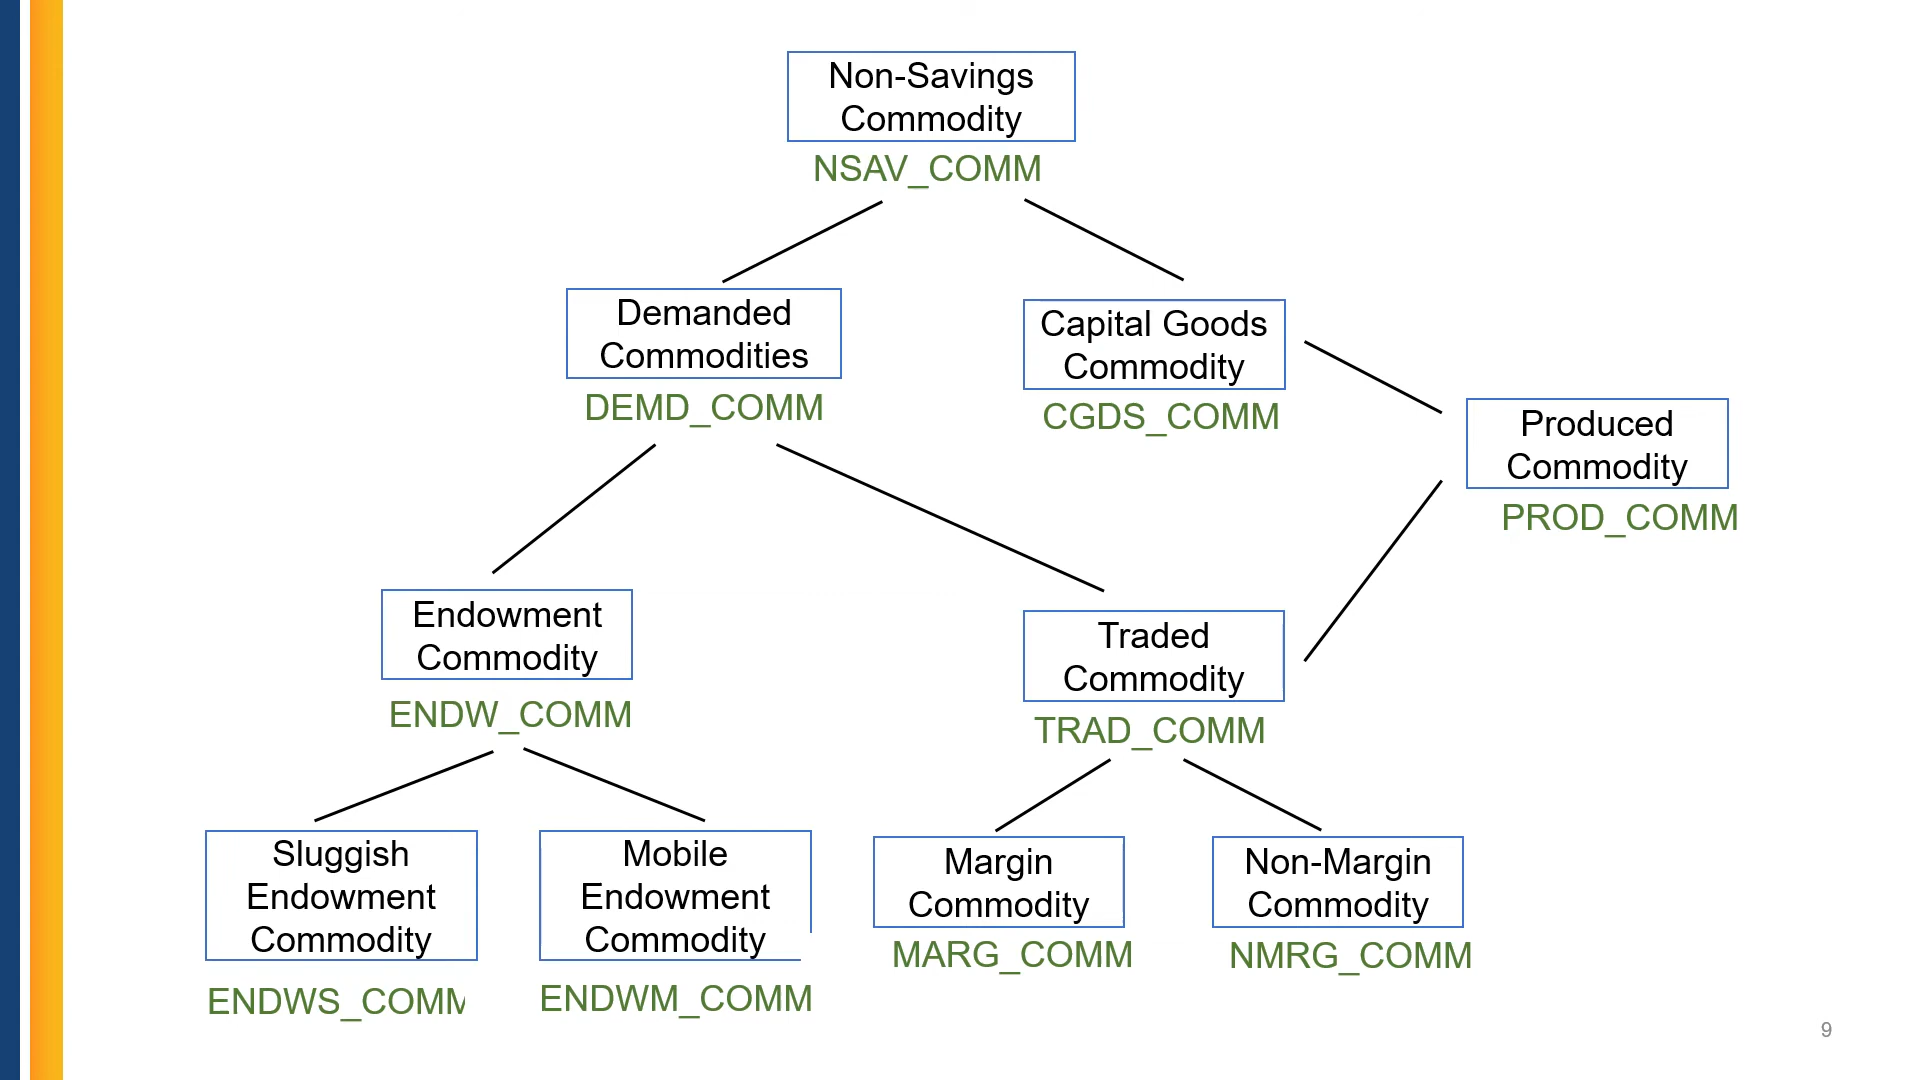 Non-Savings
Commodity
NSAV_COMM
Demanded
Commodities
DEMD_COMM
Capital Goods
Commodity
CGDS_COMM
Produced
Commodity
PROD_COMM
Endowment
Commodity
ENDW_COMM
Traded
Commodity
TRAD_COMM
Sluggish
Endowment
Commodity
ENDWS_COMM
Mobile
Endowment
Commodity
ENDWM_COMM
Margin
Commodity
MARG_COMM
Non-Margin
Commodity
NMRG_COMM
9